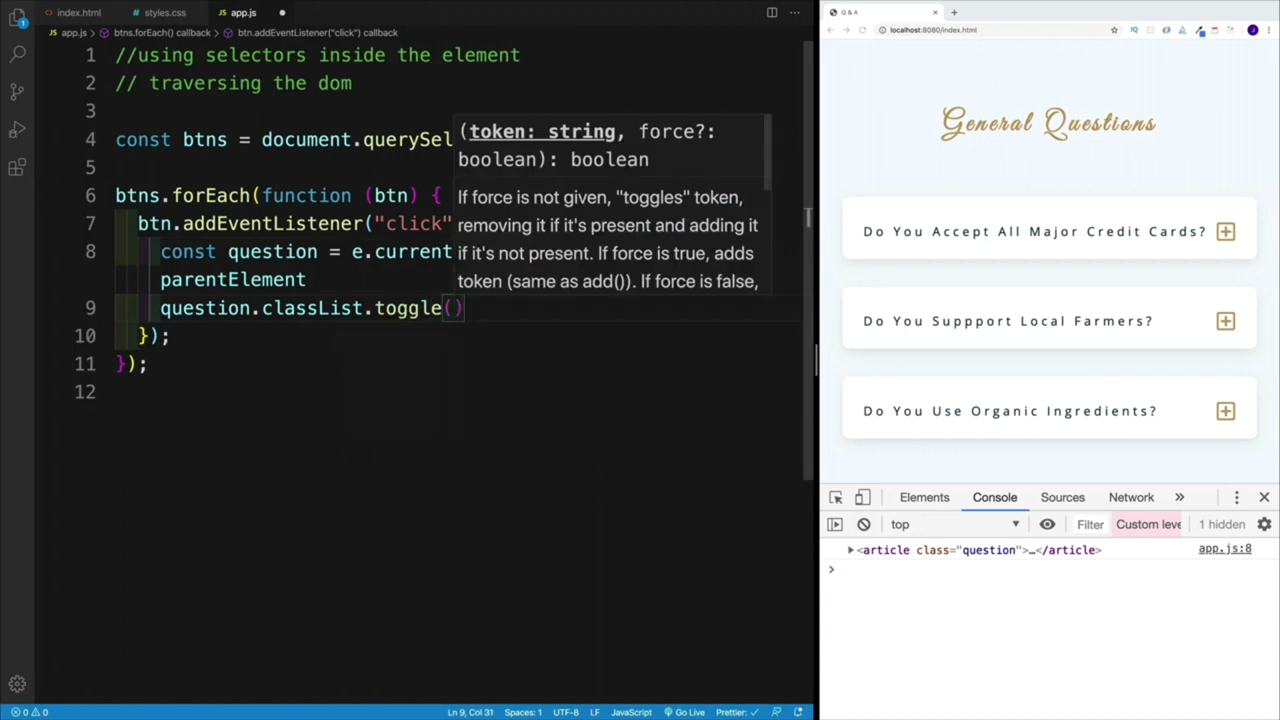 index.html
styles.css
app.js
app.js > btns.forEach() callback > btn.addEventListener("click") callback
1 //using selectors inside the element
2 // traversing the dom
3
4 const btns = document.querySel
5
6 btns.forEach(function (btn) {
7 btn.addEventListener("click"
8 const question = e.current
parentElement
9 question.classList.toggle()
10 });
11 });
12
(token: string, force?:
boolean): boolean
If force is not given, "toggles" token,
removing it if it's present and adding it
if it's not present. If force is true, adds
token (same as add()). If force is false,
1
0 0
Ln 9, Col 31
Spaces: 1
UTF-8
LF
JavaScript
Go Live
Prettier: ✓
Q & A
localhost:8080/index.html
J
General Questions
Do You Accept All Major Credit Cards?
Do You Suppport Local Farmers?
Do You Use Organic Ingredients?
Elements Console Sources Network »
top Filter Custom leve 1 hidden
<article class="question">…</article> app.js:8
>